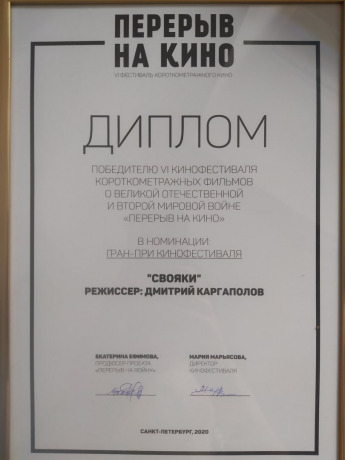 ПЕРЕРЫВ
НА КИНО
VI ФЕСТИВАЛЬ КОРОТКОМЕТРАЖНОГО КИНО
ДИПЛОМ
ПОБЕДИТЕЛЮ VI КИНОФЕСТИВАЛЯ
КОРОТКОМЕТРАЖНЫХ ФИЛЬМОВ
О ВЕЛИКОЙ ОТЕЧЕСТВЕННОЙ
И ВТОРОЙ МИРОВОЙ ВОЙНЕ
«ПЕРЕРЫВ НА КИНО»
В НОМИНАЦИИ:
ГРАН-ПРИ КИНОФЕСТИВАЛЯ
"СВОЯКИ"
РЕЖИССЕР: ДМИТРИЙ КАРГАПОЛОВ
ЕКАТЕРИНА ЕФИМОВА,
ПРОДЮСЕР ПРОЕКТА
«ПЕРЕРЫВ НА ВОЙНУ»
МАРИЯ МАРЬЯСОВА,
ДИРЕКТОР
КИНОФЕСТИВАЛЯ
САНКТ-ПЕТЕРБУРГ, 2020